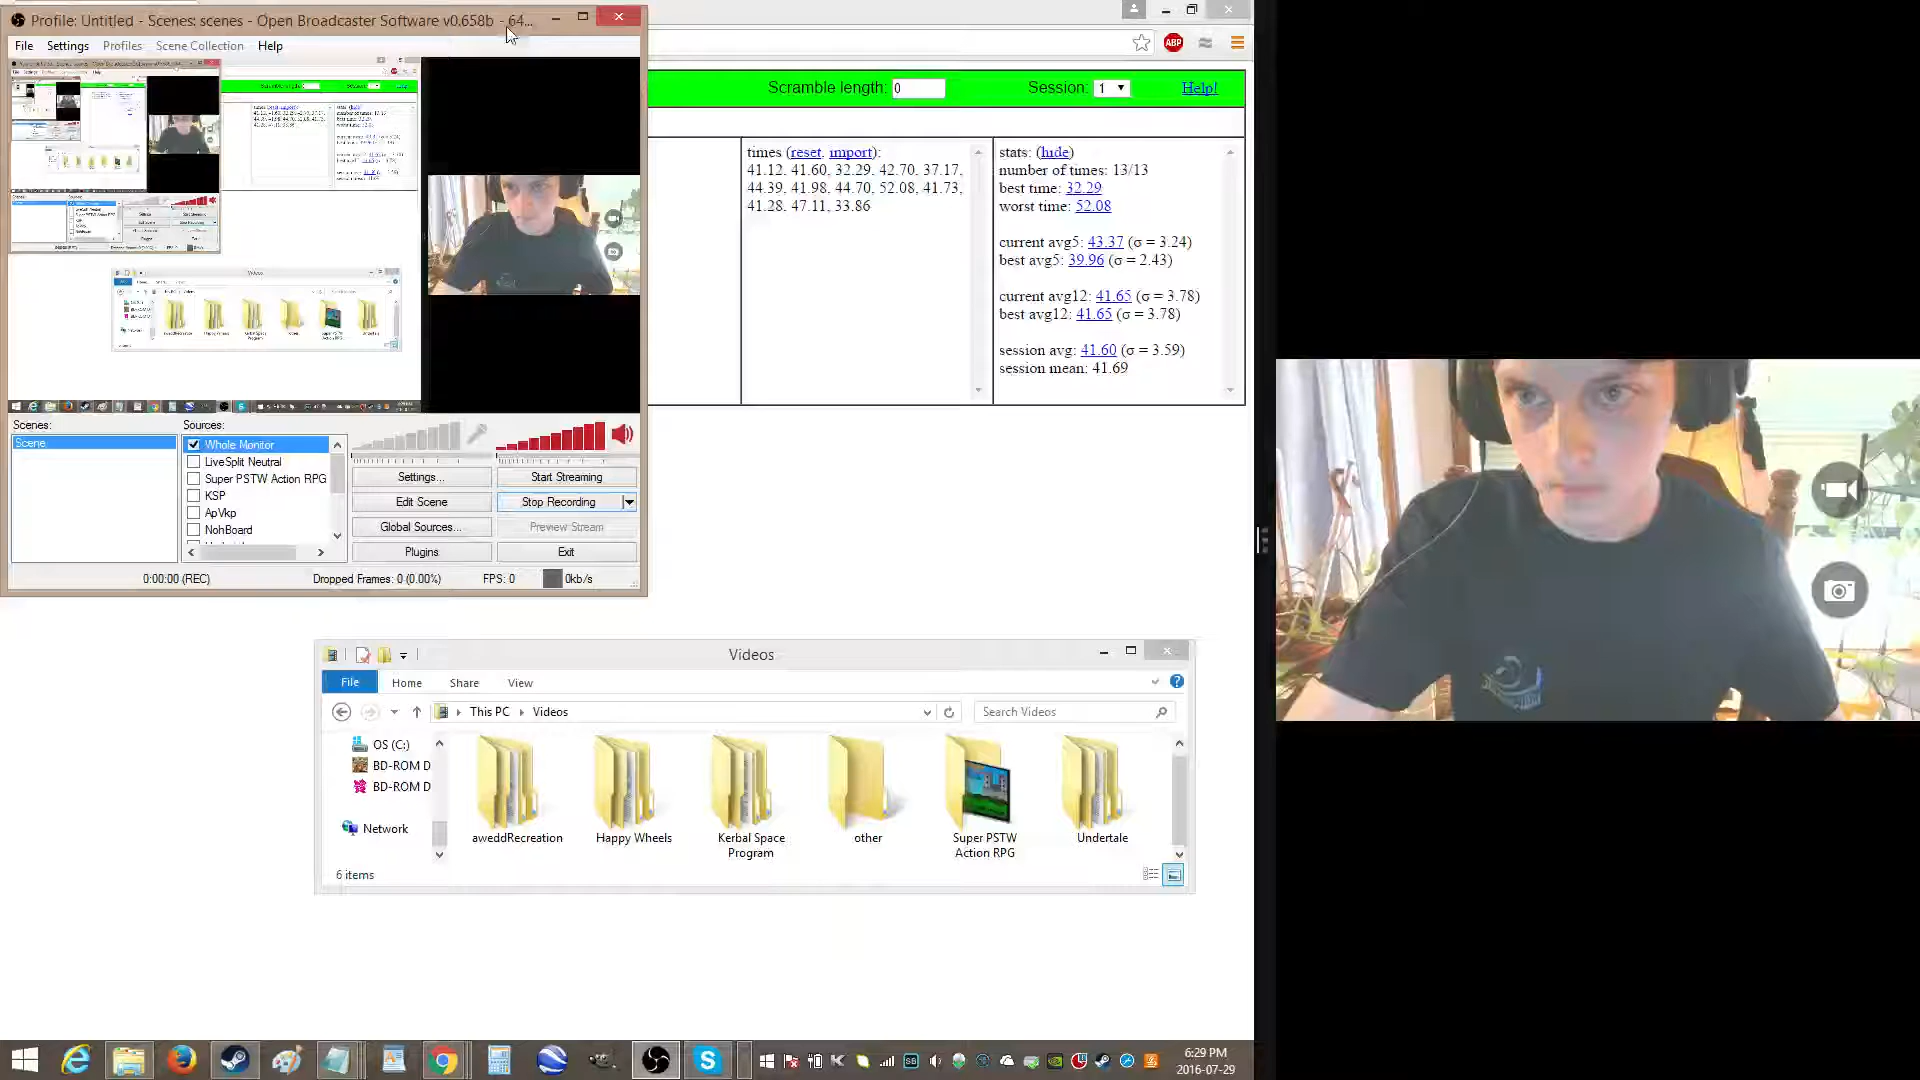 Profile: Untitled - Scenes: scenes - Open Broadcaster Software v0.658b - 64...
File Settings Profiles Scene Collection Help
ABP
Scramble length: 0 Session: 1 Help!
times (reset, import):
41.12, 41.60, 32.29, 42.70, 37.17,
44.39, 41.98, 44.70, 52.08, 41.73,
41.28, 47.11, 33.86
stats: (hide)
number of times: 13/13
best time: 32.29
worst time: 52.08
current avg5: 43.37 (σ = 3.24)
best avg5: 39.96 (σ = 2.43)
current avg12: 41.65 (σ = 3.78)
best avg12: 41.65 (σ = 3.78)
session avg: 41.60 (σ = 3.59)
session mean: 41.69
Scenes:
Scene
Sources:
Whole Monitor
LiveSplit Neutral
Super PSTW Action RPG
KSP
ApVkp
NohBoard
Settings... Start Streaming
Edit Scene Stop Recording
Global Sources... Preview Stream
Plugins Exit
0:00:00 (REC) Dropped Frames: 0 (0.00%) FPS: 0 0kb/s
Videos
File Home Share View
This PC Videos Search Videos
OS (C:)
BD-ROM D
BD-ROM D
Network
aweddRecreation
Happy Wheels
Kerbal Space
Program
other
Super PSTW
Action RPG
Undertale
6 items
6:29 PM
2016-07-29